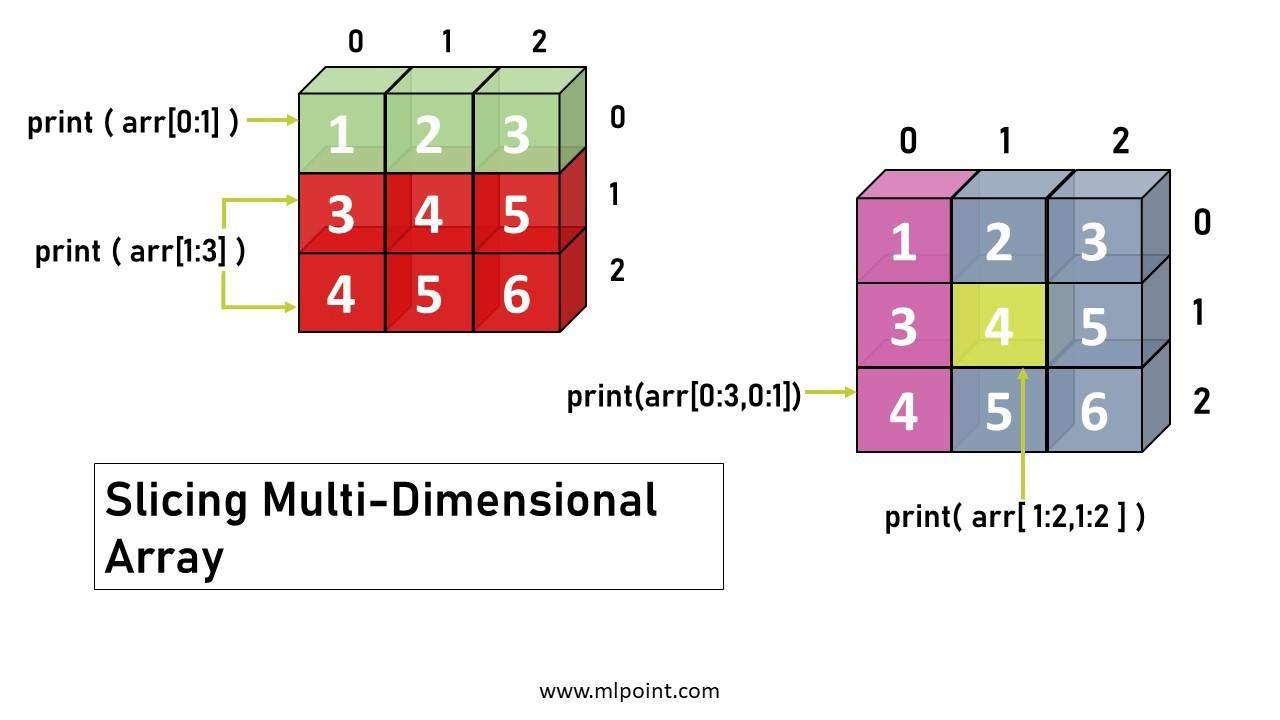 0 1 2
print ( arr[0:1] )
1 2 3
0
3 4 5
1
print ( arr[1:3] )
4 5 6
2
0 1 2
1 2 3
0
3 4 5
1
print(arr[0:3,0:1])
4 5 6
2
print( arr[ 1:2,1:2 ] )
Slicing Multi-Dimensional
Array
www.mlpoint.com